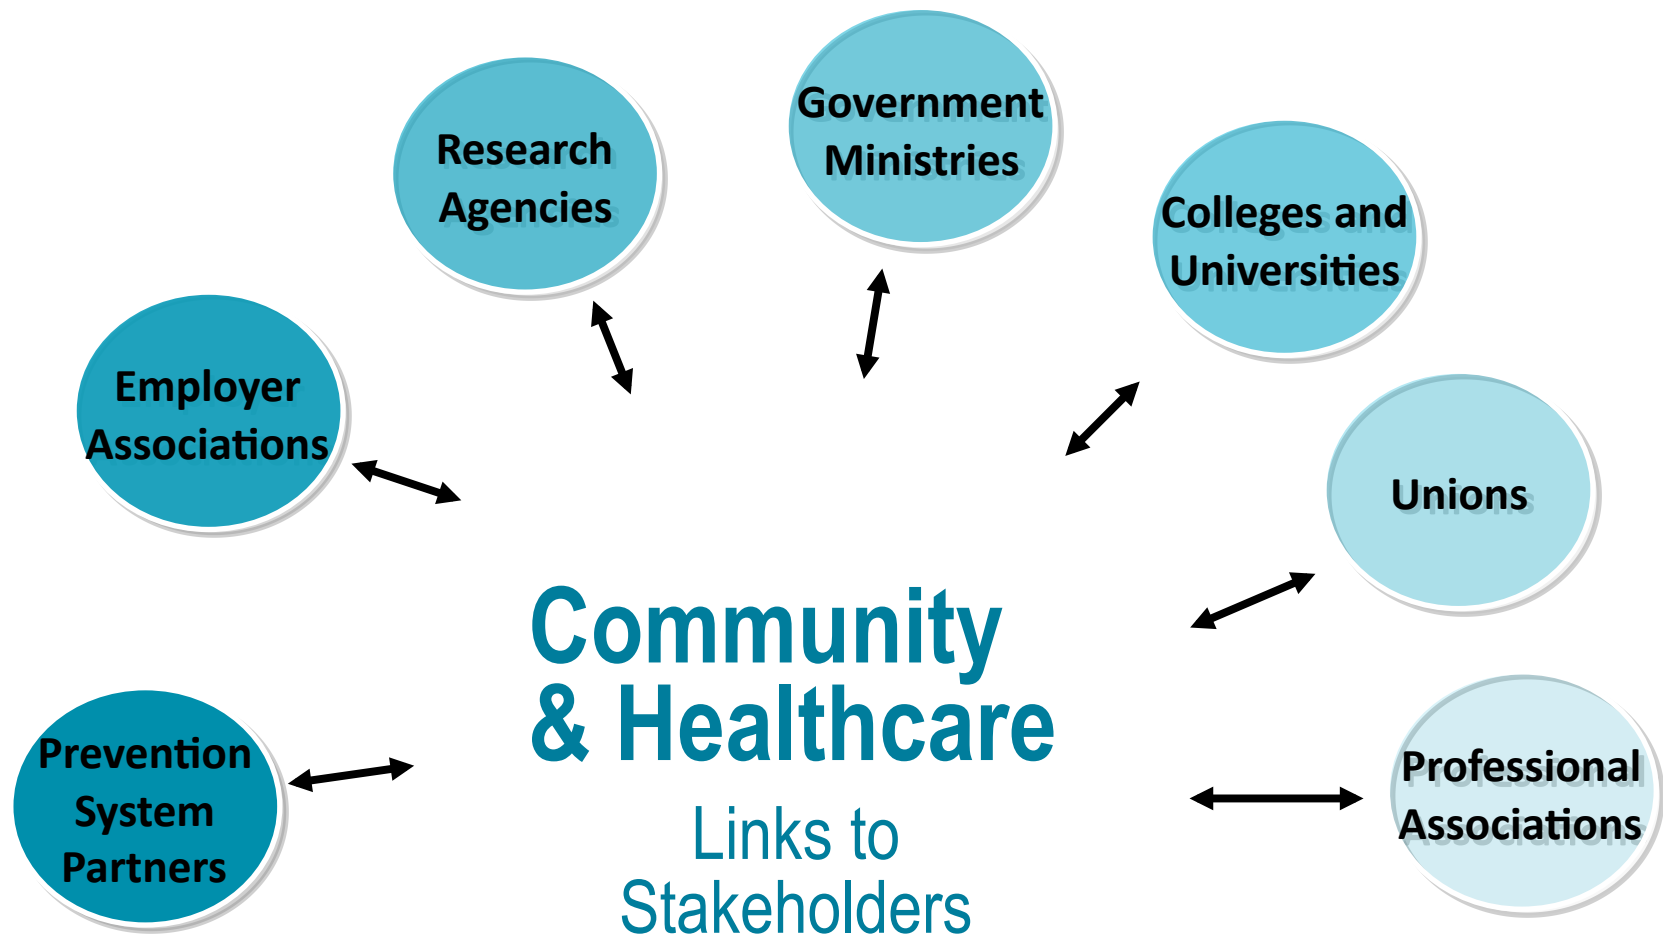 Government
Ministries
Research
Agencies
Colleges and
Universities
Employer
Associations
Unions
Community
& Healthcare
Links to
Stakeholders
Prevention
System
Partners
Professional
Associations